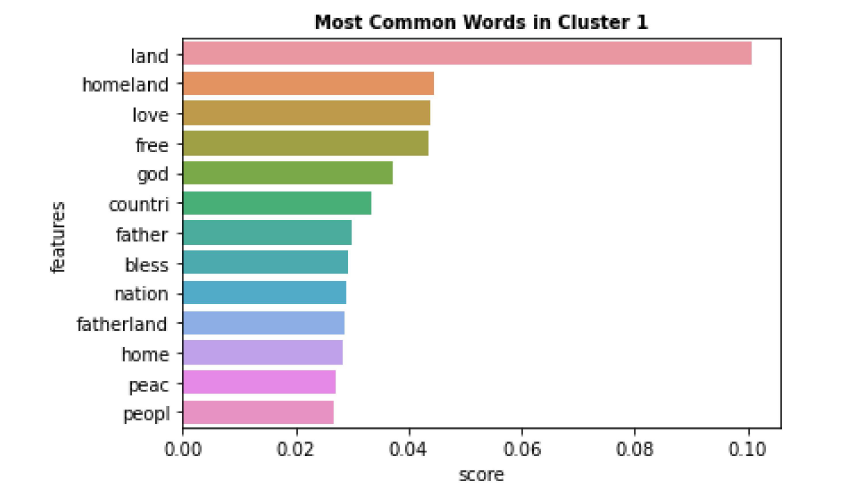 Most Common Words in Cluster 1
land
homeland
love
free
god
countri
father
bless
nation
fatherland
home
peac
peopl
features
0.00 0.02 0.04 0.06 0.08 0.10
score